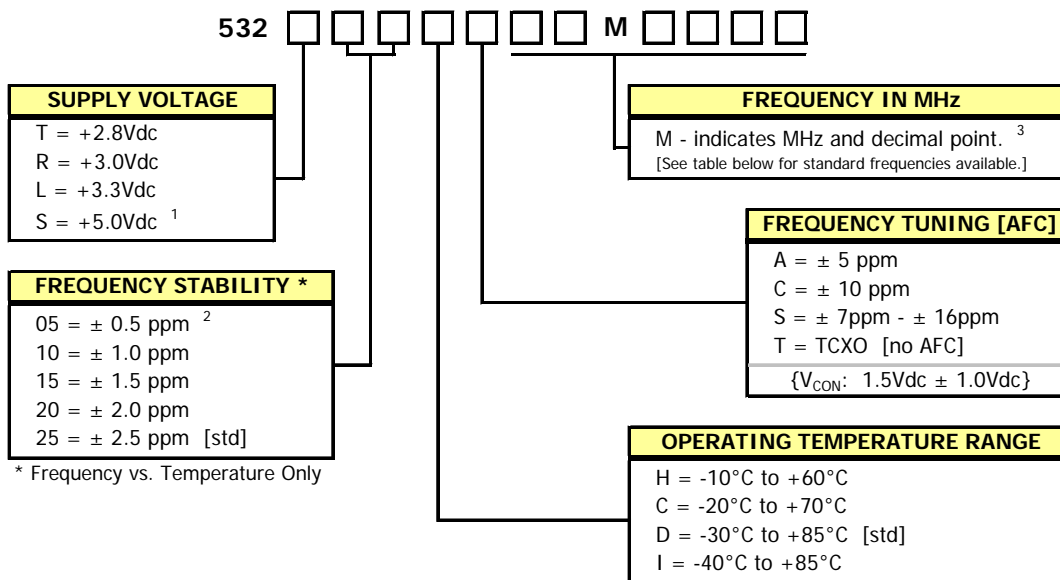 532 M
SUPPLY VOLTAGE
T = +2.8Vdc
R = +3.0Vdc
L = +3.3Vdc
S = +5.0Vdc 1
FREQUENCY IN MHz
M - indicates MHz and decimal point. 3
[See table below for standard frequencies available.]
FREQUENCY TUNING [AFC]
A = ± 5 ppm
C = ± 10 ppm
S = ± 7ppm - ± 16ppm
T = TCXO [no AFC]
{VCON: 1.5Vdc ± 1.0Vdc}
FREQUENCY STABILITY *
05 = ± 0.5 ppm 2
10 = ± 1.0 ppm
15 = ± 1.5 ppm
20 = ± 2.0 ppm
25 = ± 2.5 ppm [std]
* Frequency vs. Temperature Only
OPERATING TEMPERATURE RANGE
H = -10°C to +60°C
C = -20°C to +70°C
D = -30°C to +85°C [std]
I = -40°C to +85°C